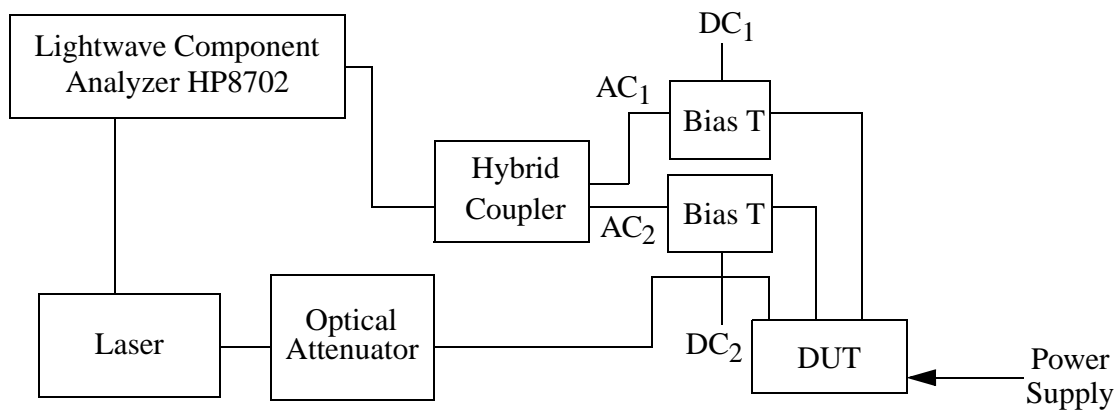 Lightwave Component
Analyzer HP8702
DC₁
AC₁
Bias T
Hybrid
Coupler
AC₂
Bias T
DC₂
Laser
Optical
Attenuator
DUT
Power
Supply